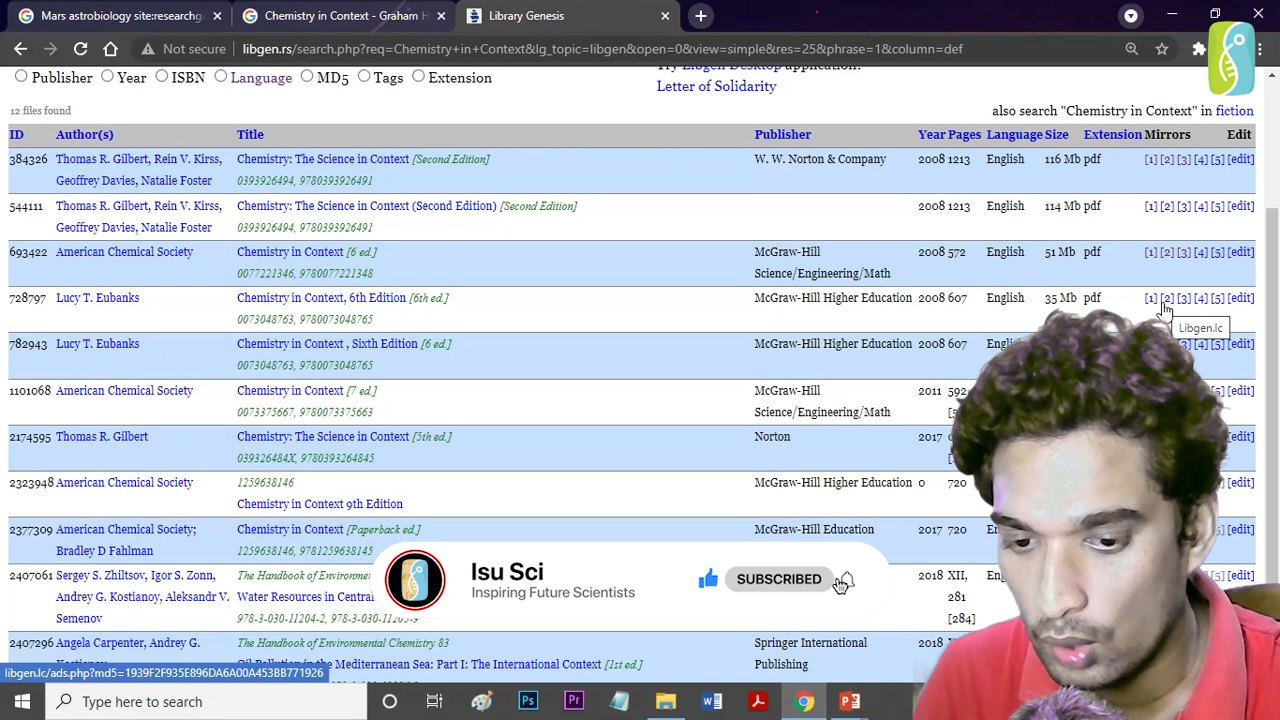 Mars astrobiology site:researchg
Chemistry in Context - Graham H
Library Genesis
Not secure
libgen.rs/search.php?req=Chemistry+in+Context&lg_topic=libgen&open=0&view=simple&res=25&phrase=1&column=def
Publisher Year ISBN Language MD5 Tags Extension
Letter of Solidarity
12 files found
also search "Chemistry in Context" in fiction
ID Author(s) Title Publisher Year Pages Language Size Extension Mirrors Edit
384326 Thomas R. Gilbert, Rein V. Kirss, Chemistry: The Science in Context [Second Edition] W. W. Norton & Company 2008 1213 English 116 Mb pdf [1] [2] [3] [4] [5] [edit]
Geoffrey Davies, Natalie Foster 0393926494, 9780393926491
544111 Thomas R. Gilbert, Rein V. Kirss, Chemistry: The Science in Context (Second Edition) [Second Edition] 2008 1213 English 114 Mb pdf [1] [2] [3] [4] [5] [edit]
Geoffrey Davies, Natalie Foster 0393926494, 9780393926491
693422 American Chemical Society Chemistry in Context [6 ed.] McGraw-Hill 2008 572 English 51 Mb pdf [1] [2] [3] [4] [5] [edit]
0077221346, 9780077221348 Science/Engineering/Math
728797 Lucy T. Eubanks Chemistry in Context, 6th Edition [6th ed.] McGraw-Hill Higher Education 2008 607 English 35 Mb pdf [1] [2] [3] [4] [5] [edit]
0073048763, 9780073048765
Libgen.lc
782943 Lucy T. Eubanks Chemistry in Context , Sixth Edition [6 ed.] McGraw-Hill Higher Education 2008 607 [3] [4] [5] [edit]
0073048763, 9780073048765
1101068 American Chemical Society Chemistry in Context [7 ed.] McGraw-Hill 2011 592 [5] [edit]
0073375667, 9780073375663 Science/Engineering/Math
2174595 Thomas R. Gilbert Chemistry: The Science in Context [5th ed.] Norton 2017 [edit]
039326484X, 9780393264845
2323948 American Chemical Society 1259638146 McGraw-Hill Higher Education 0 720 [edit]
Chemistry in Context 9th Edition
2377309 American Chemical Society; Chemistry in Context [Paperback ed.] McGraw-Hill Education 2017 720 [edit]
Bradley D Fahlman 1259638146, 9781259638145
2407061 Sergey S. Zhiltsov, Igor S. Zonn, The Handbook of 2018 XII, [edit]
Andrey G. Kostianoy, Aleksandr V. Water Resources in Central 281
Semenov 978-3-030-11204-2, [284]
Isu Sci
Inspiring Future Scientists
SUBSCRIBED
2407296 Angela Carpenter, Andrey G. The Handbook of Environmental Chemistry 83 Springer International 2018
Oil Pollution in the Mediterranean Sea: Part I: The International Context [1st ed.] Publishing
libgen.lc/ads.php?md5=1939F2F935E896DA6A00A453BB771926
Type here to search